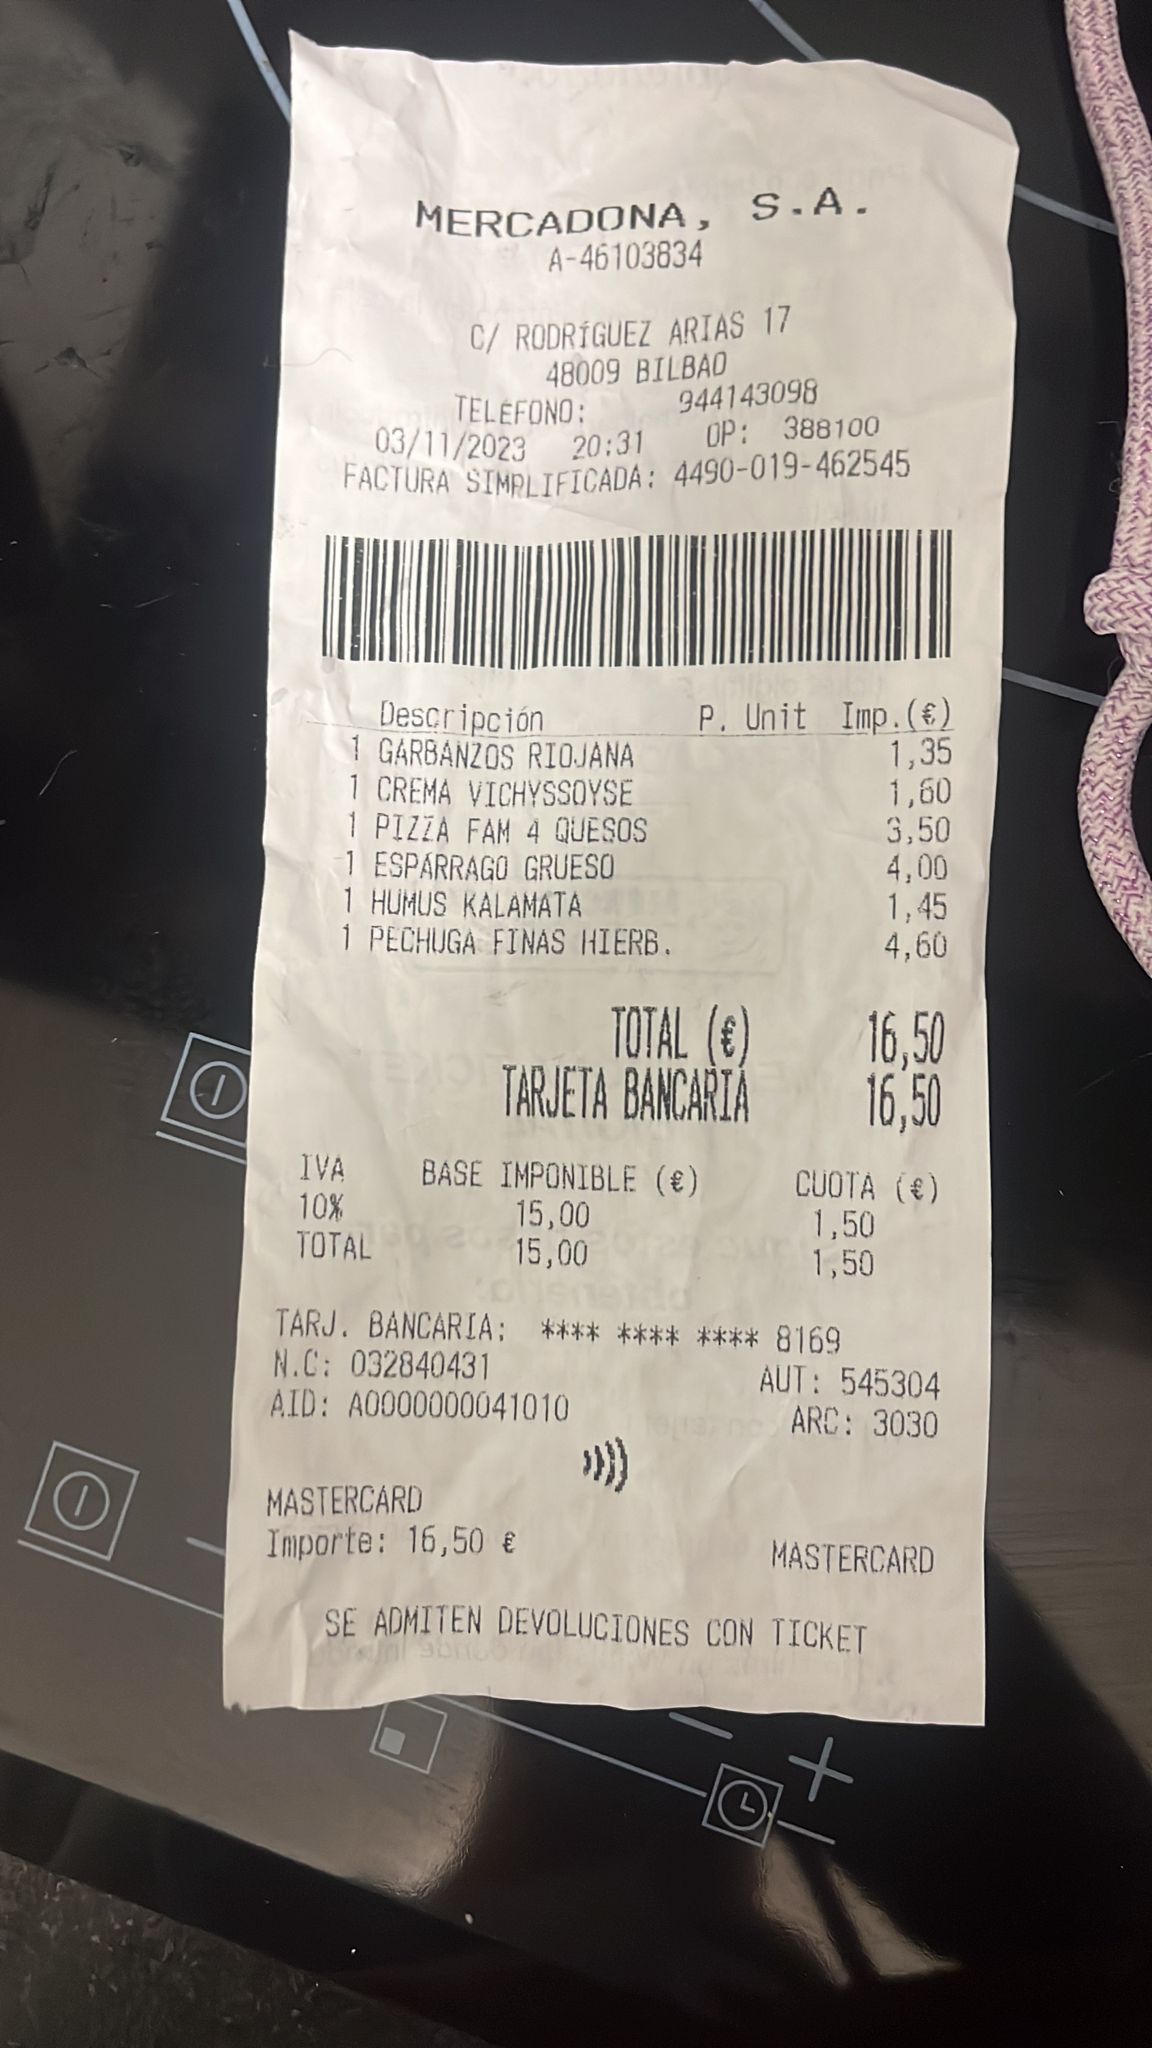 MERCADONA, S.A.
A-46103834
C/ RODRÍGUEZ ARIAS 17
48009 BILBAO
TELÉFONO: 944143098
03/11/2023 20:31 OP: 388100
FACTURA SIMPLIFICADA: 4490-019-462545
Descripción P. Unit Imp.(€)
1 GARBANZOS RIOJANA 1,35
1 CREMA VICHYSSOYSE 1,60
1 PIZZA FAM 4 QUESOS 3,50
1 ESPÁRRAGO GRUESO 4,00
1 HUMUS KALAMATA 1,45
1 PECHUGA FINAS HIERB. 4,60
TOTAL (€) 16,50
TARJETA BANCARIA 16,50
IVA BASE IMPONIBLE (€) CUOTA (€)
10% 15,00 1,50
TOTAL 15,00 1,50
TARJ. BANCARIA: **** **** **** 8169
N.C: 032840431 AUT: 545304
AID: A0000000041010 ARC: 3030
MASTERCARD
Importe: 16,50 € MASTERCARD
SE ADMITEN DEVOLUCIONES CON TICKET